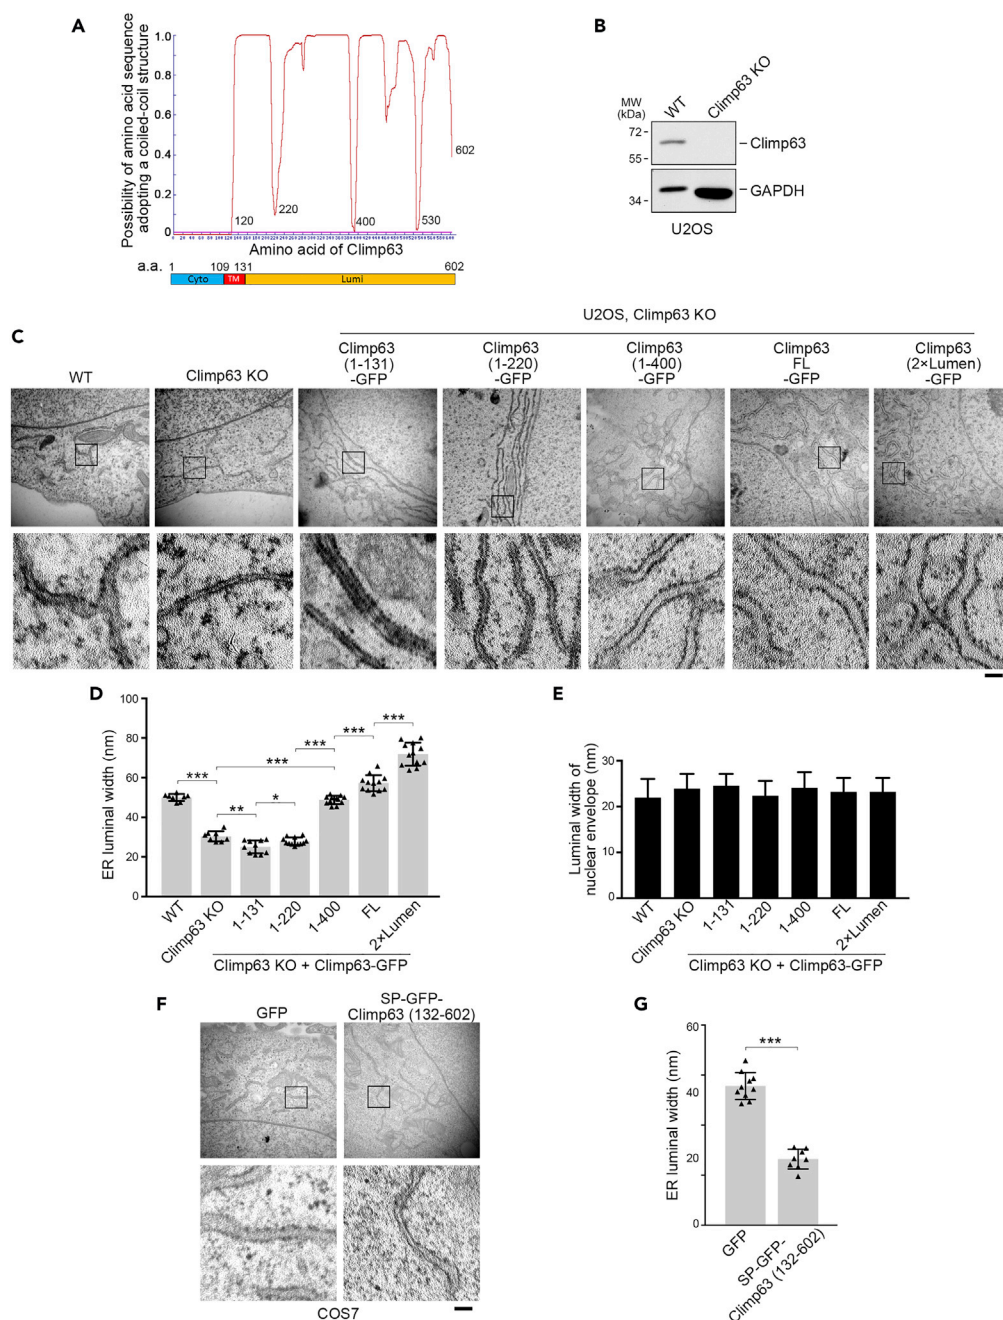 A
Possibility of amino acid sequence
adopting a coiled-coil structure
1.0
0.8
0.6
0.4
0.2
0
120
220
400
530
602
Amino acid of Climp63
a.a. 1 109 131 602
Cyto TM Lumi
B
MW
(kDa)
WT
Climp63 KO
72
55
34
Climp63
GAPDH
U2OS
C
U2OS, Climp63 KO
WT
Climp63 KO
Climp63
(1-131)
-GFP
Climp63
(1-220)
-GFP
Climp63
(1-400)
-GFP
Climp63
FL
-GFP
Climp63
(2×Lumen)
-GFP
D
ER luminal width (nm)
100
80
60
40
20
0
***
**
*
***
***
***
***
WT
Climp63 KO
1-131
1-220
1-400
FL
2×Lumen
Climp63 KO + Climp63-GFP
E
Luminal width of
nuclear envelope (nm)
30
20
10
0
WT
Climp63 KO
1-131
1-220
1-400
FL
2×Lumen
Climp63 KO + Climp63-GFP
F
GFP
SP-GFP-
Climp63 (132-602)
COS7
G
ER luminal width (nm)
60
40
20
0
***
GFP
SP-GFP-
Climp63 (132-602)